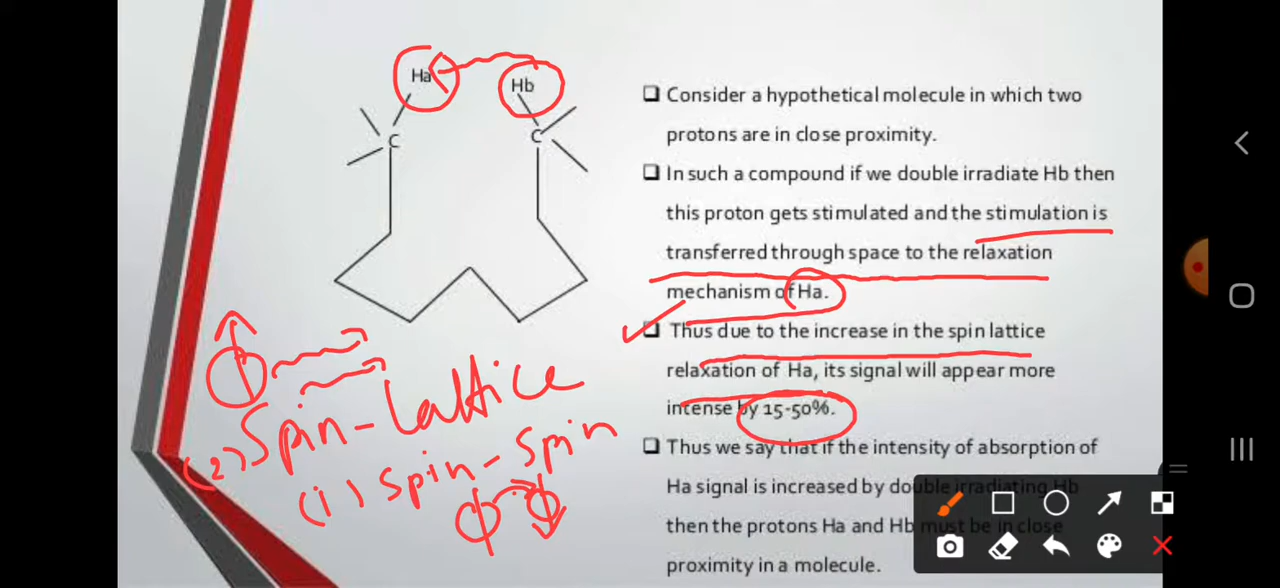 Ha
Hb
C
C
❑ Consider a hypothetical molecule in which two
protons are in close proximity.
❑ In such a compound if we double irradiate Hb then
this proton gets stimulated and the stimulation is
transferred through space to the relaxation
mechanism of Ha.
❑ Thus due to the increase in the spin lattice
relaxation of Ha, its signal will appear more
intense by 15-50%.
❑ Thus we say that if the intensity of absorption of
Ha signal is increased by double irradiating Hb
then the protons Ha and Hb must be in close
proximity in a molecule.
(2) Spin-Lattice
(i) Spin-Spin